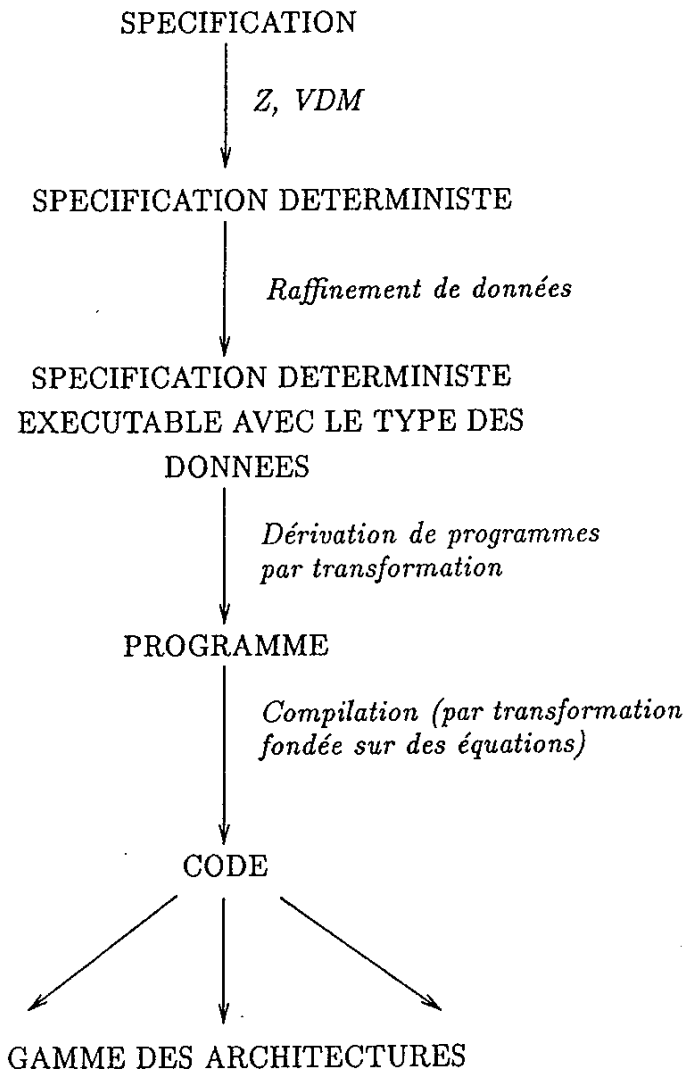 SPECIFICATION
Z, VDM
SPECIFICATION DETERMINISTE
Raffinement de données
SPECIFICATION DETERMINISTE
EXECUTABLE AVEC LE TYPE DES
DONNEES
Dérivation de programmes
par transformation
PROGRAMME
Compilation (par transformation
fondée sur des équations)
CODE
GAMME DES ARCHITECTURES